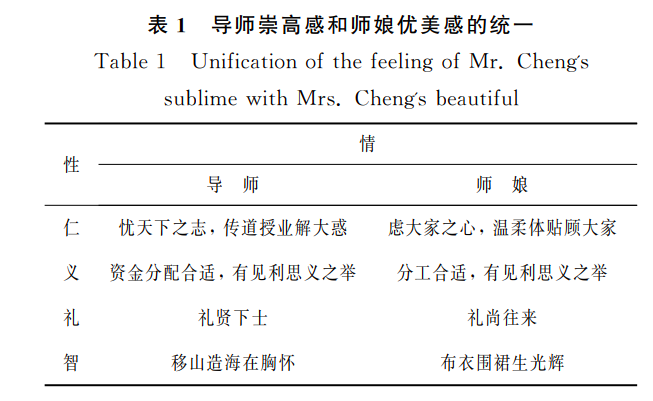 表 1 导师崇高感和师娘优美感的统一
Table 1 Unification of the feeling of Mr. Cheng's
sublime with Mrs. Cheng's beautiful
性 情
导 师 师 娘
仁 忧天下之志,传道授业解大惑 虑大家之心,温柔体贴顾大家
义 资金分配合适,有见利思义之举 分工合适,有见利思义之举
礼 礼贤下士 礼尚往来
智 移山造海在胸怀 布衣围裙生光辉